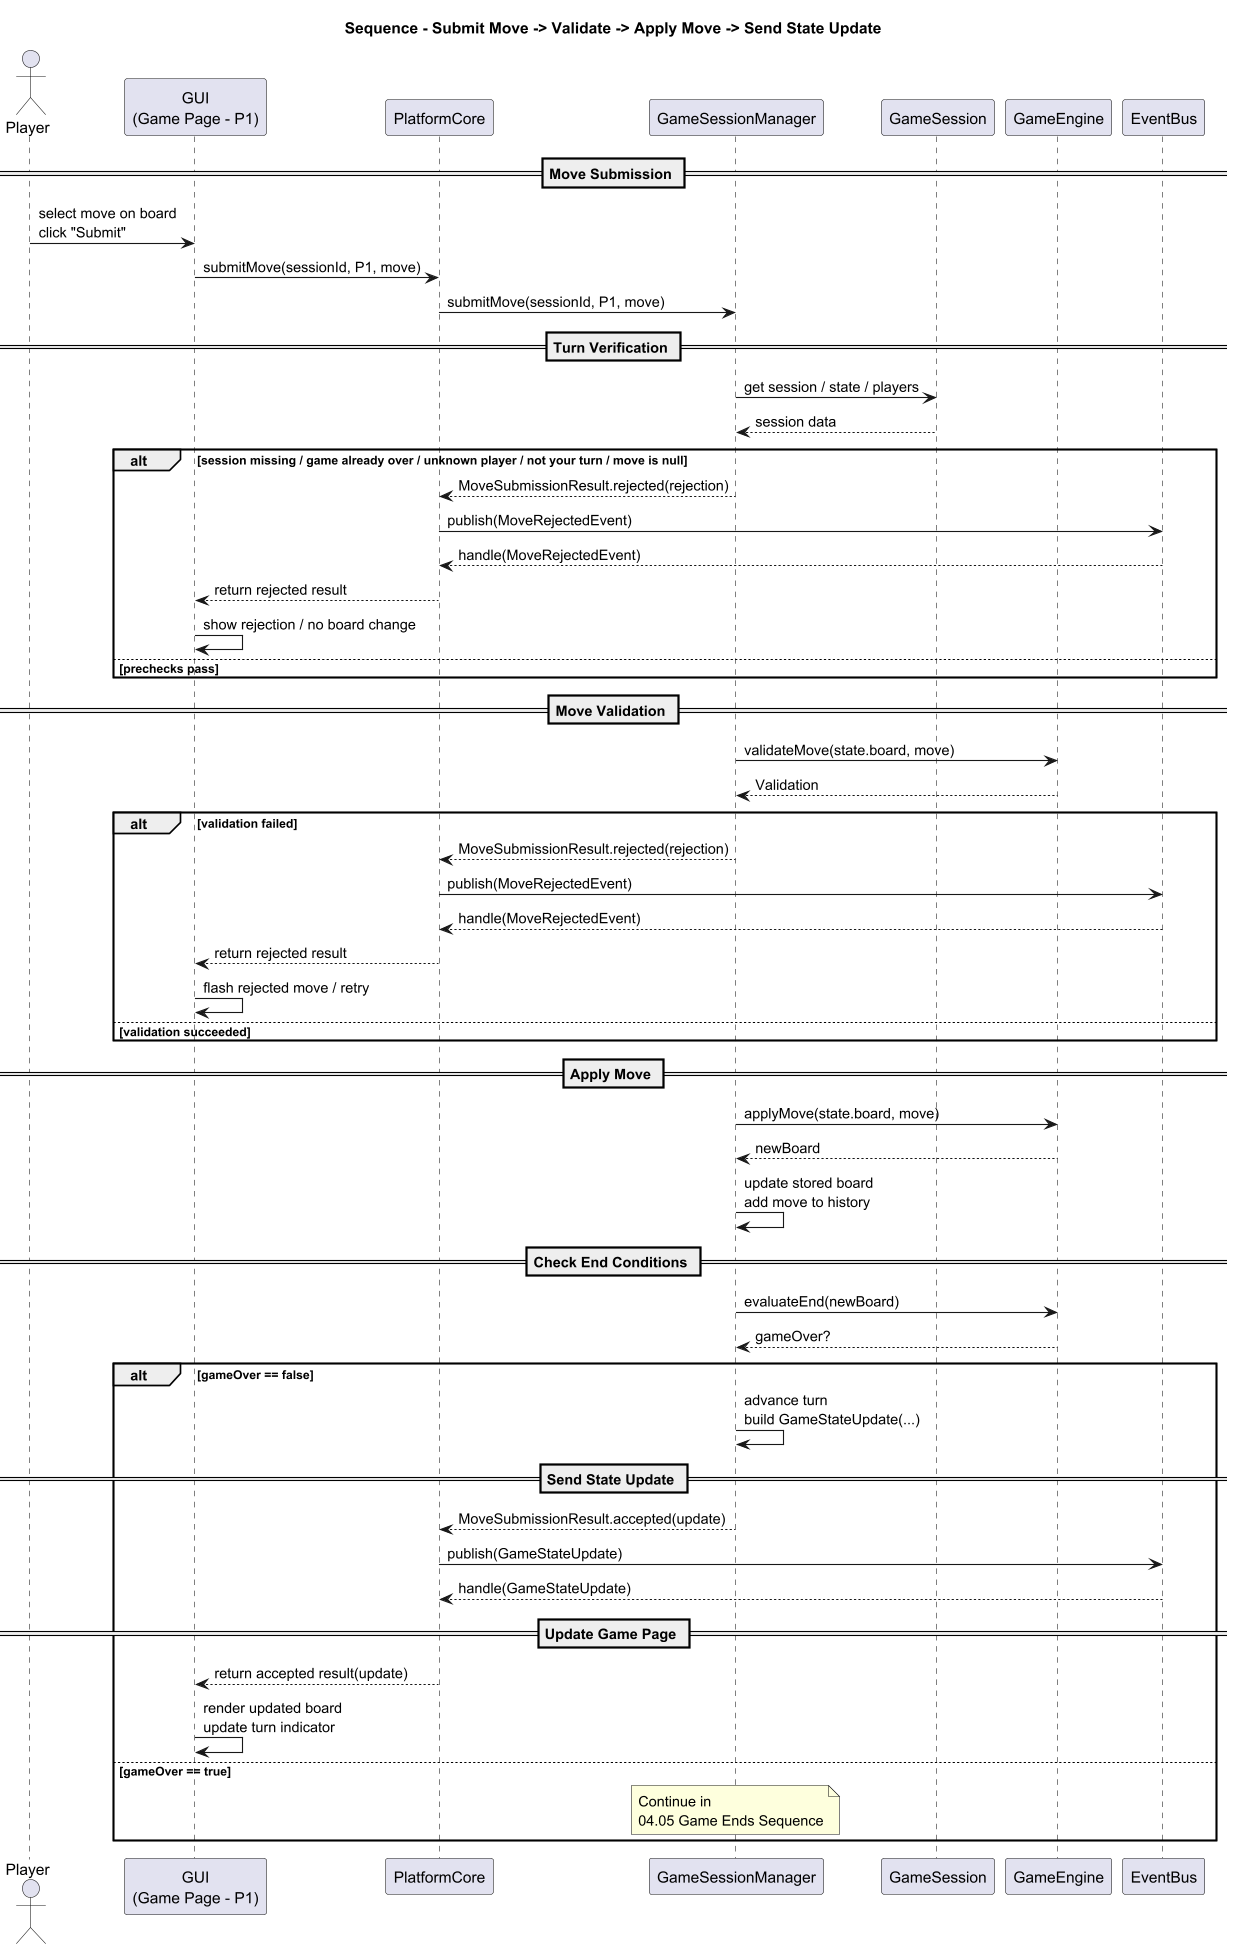 Sequence - Submit Move -> Validate -> Apply Move -> Send State Update
Player
GUI
(Game Page - P1)
PlatformCore
GameSessionManager
GameSession
GameEngine
EventBus
Move Submission
select move on board
click "Submit"
submitMove(sessionId, P1, move)
submitMove(sessionId, P1, move)
Turn Verification
get session / state / players
session data
alt
[session missing / game already over / unknown player / not your turn / move is null]
MoveSubmissionResult.rejected(rejection)
publish(MoveRejectedEvent)
handle(MoveRejectedEvent)
return rejected result
show rejection / no board change
[prechecks pass]
Move Validation
validateMove(state.board, move)
Validation
alt
[validation failed]
MoveSubmissionResult.rejected(rejection)
publish(MoveRejectedEvent)
handle(MoveRejectedEvent)
return rejected result
flash rejected move / retry
[validation succeeded]
Apply Move
applyMove(state.board, move)
newBoard
update stored board
add move to history
Check End Conditions
evaluateEnd(newBoard)
gameOver?
alt
[gameOver == false]
advance turn
build GameStateUpdate(...)
Send State Update
MoveSubmissionResult.accepted(update)
publish(GameStateUpdate)
handle(GameStateUpdate)
Update Game Page
return accepted result(update)
render updated board
update turn indicator
[gameOver == true]
Continue in
04.05 Game Ends Sequence
Player
GUI
(Game Page - P1)
PlatformCore
GameSessionManager
GameSession
GameEngine
EventBus